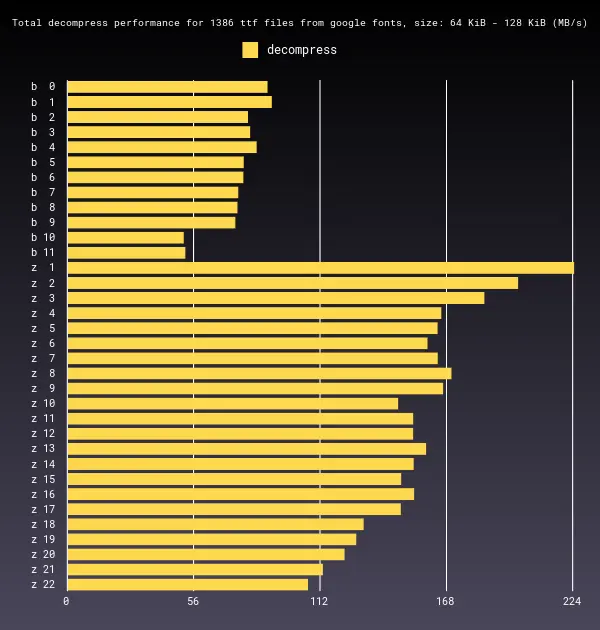 Total decompress performance for 1386 ttf files from google fonts, size: 64 KiB - 128 KiB (MB/s)
decompress
b 0
b 1
b 2
b 3
b 4
b 5
b 6
b 7
b 8
b 9
b 10
b 11
z 1
z 2
z 3
z 4
z 5
z 6
z 7
z 8
z 9
z 10
z 11
z 12
z 13
z 14
z 15
z 16
z 17
z 18
z 19
z 20
z 21
z 22
0 56 112 168 224